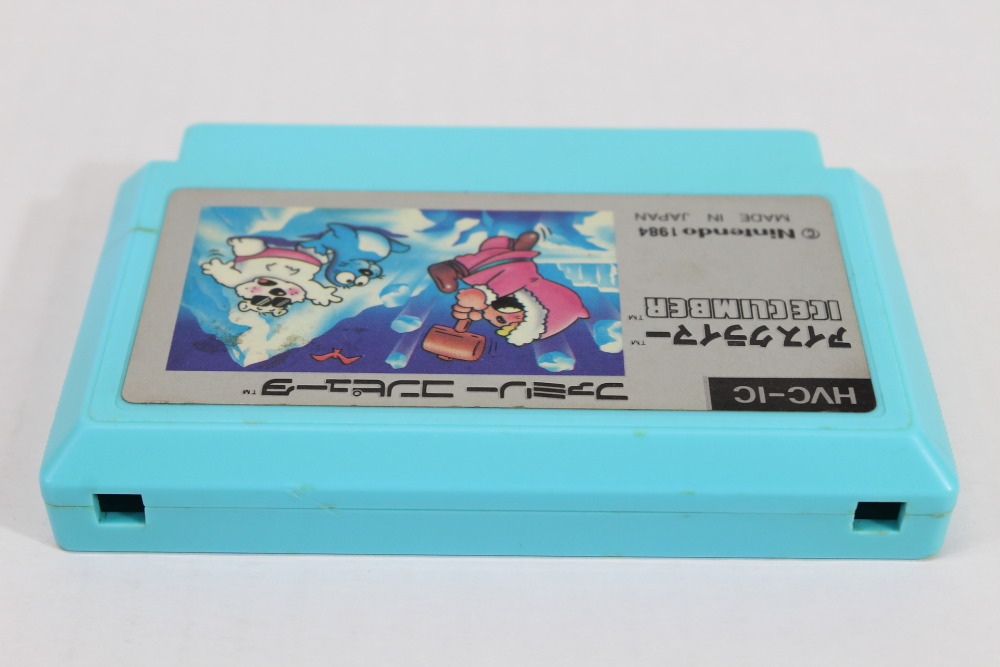 HVC-IC
ファミリー コンピュータ™
アイスクライマー™
ICE CLIMBER™
© Nintendo 1984
MADE IN JAPAN